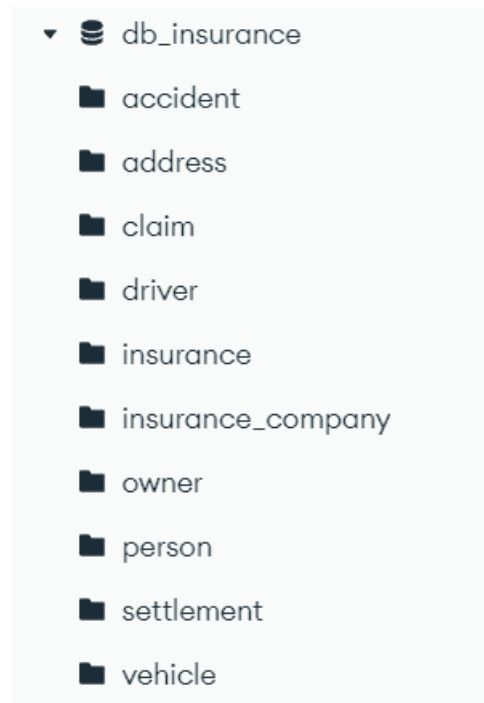 db_insurance
accident
address
claim
driver
insurance
insurance_company
owner
person
settlement
vehicle